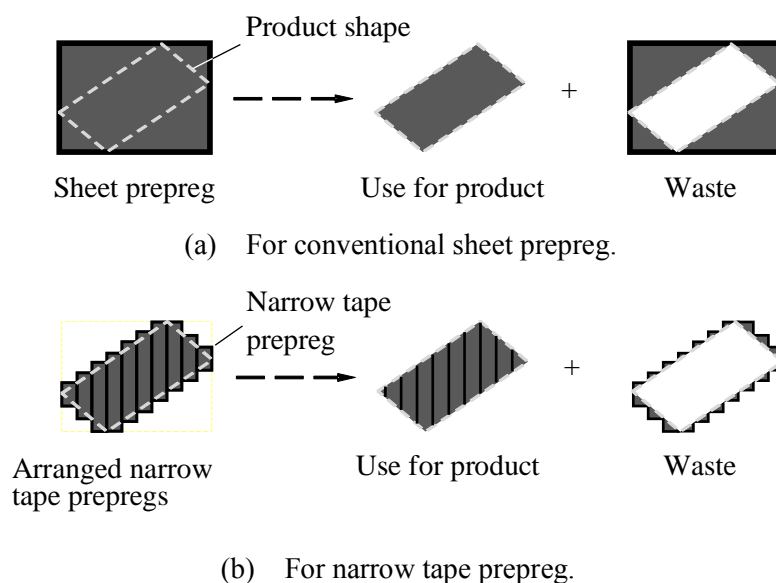 Product shape
+
Sheet prepreg
Use for product
Waste
(a) For conventional sheet prepreg.
Narrow tape
prepreg
+
Arranged narrow
tape prepregs
Use for product
Waste
(b) For narrow tape prepreg.